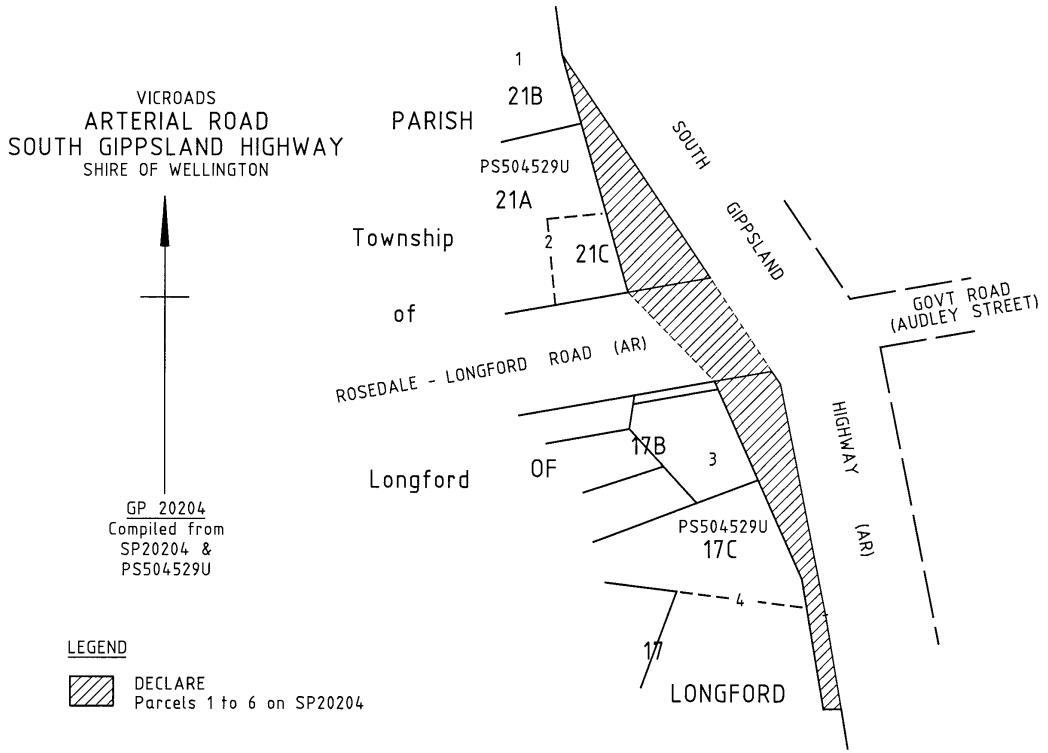 VICROADS
ARTERIAL ROAD
SOUTH GIPPSLAND HIGHWAY
SHIRE OF WELLINGTON
GP 20204
Compiled from
SP20204 &
PS504529U
LEGEND
DECLARE
Parcels 1 to 6 on SP20204
1
21B
PARISH
PS504529U
21A
Township
2
21C
of
ROSEDALE - LONGFORD ROAD (AR)
Longford
OF
17B
3
PS504529U
17C
4
17
LONGFORD
SOUTH
GIPPSLAND
HIGHWAY
(AR)
GOVT ROAD
(AUDLEY STREET)